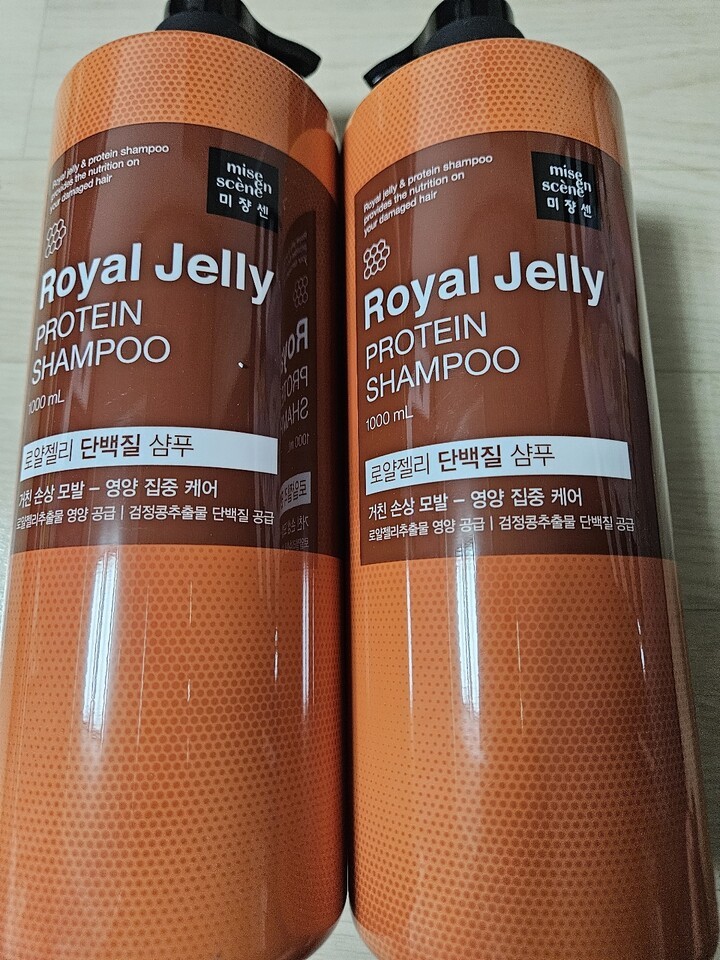 Royal jelly & protein shampoo
provides the nutrition on
your damaged hair
mise
en
scène
미쟝센
Royal Jelly
PROTEIN
SHAMPOO
1000 mL
로얄젤리 단백질 샴푸
거친 손상 모발 – 영양 집중 케어
로얄젤리추출물 영양 공급 | 검정콩추출물 단백질 공급
Royal jelly & protein shampoo
provides the nutrition on
your damaged hair
mise
en
scène
미쟝센
Royal Jelly
PROTEIN
SHAMPOO
1000 mL
로얄젤리 단백질 샴푸
거친 손상 모발 – 영양 집중 케어
로얄젤리추출물 영양 공급 | 검정콩추출물 단백질 공급